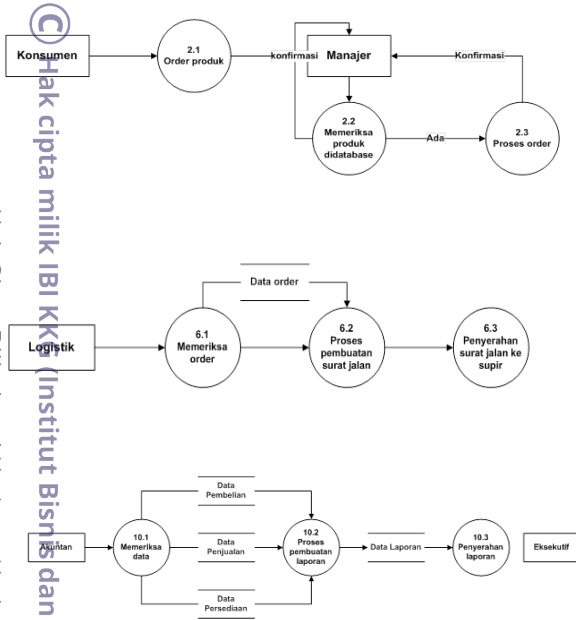 Konsumen
2.1
Order produk
konfirmasi
Manajer
Konfirmasi
2.2
Memeriksa
produk
didatabase
Ada
2.3
Proses order
Data order
Logistik
6.1
Memeriksa
order
6.2
Proses
pembuatan
surat jalan
6.3
Penyerahan
surat jalan ke
supir
Data
Pembelian
Akuntan
10.1
Memeriksa
data
Data
Penjualan
10.2
Proses
pembuatan
laporan
Data Laporan
10.3
Penyerahan
laporan
Eksekutif
Data
Persediaan
© Hak cipta milik IBI KKG (Institut Bisnis dan